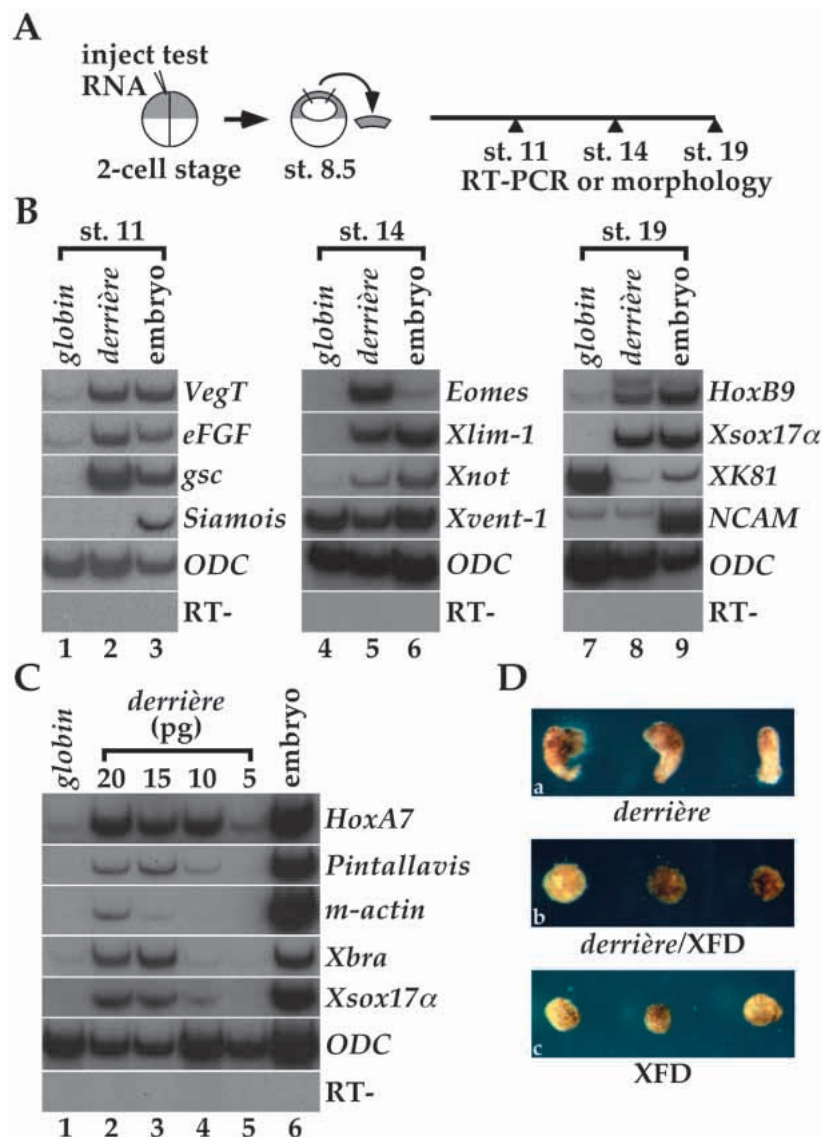 A
inject test
RNA
2-cell stage
st. 8.5
st. 11
st. 14
st. 19
RT-PCR or morphology
B
st. 11
globin
derrière
embryo
VegT
eFGF
gsc
Siamois
ODC
RT-
1 2 3
st. 14
globin
derrière
embryo
Eomes
Xlim-1
Xnot
Xvent-1
ODC
RT-
4 5 6
st. 19
globin
derrière
embryo
HoxB9
Xsox17α
XK81
NCAM
ODC
RT-
7 8 9
C
derrière
(pg)
globin
20 15 10 5
embryo
HoxA7
Pintallavis
m-actin
Xbra
Xsox17α
ODC
RT-
1 2 3 4 5 6
D
a
derrière
b
derrière/XFD
c
XFD